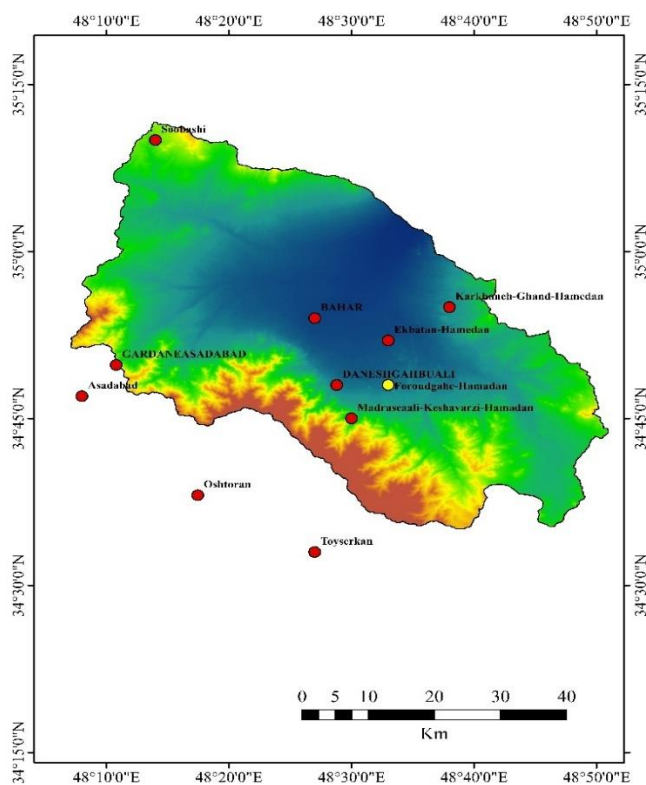 48°10'0"E 48°20'0"E 48°30'0"E 48°40'0"E 48°50'0"E
35°15'0"N 35°15'0"N
Soobashi
35°0'0"N 35°0'0"N
Karkhaneh-Ghand-Hamedan
BAHAR
Ekbatan-Hamedan
GARDANEASADABAD
DANESHGAHBUALI
Foroudgahe-Hamadan
Asadabad
Madraseaali-Keshavarzi-Hamadan
34°45'0"N 34°45'0"N
Oshtoran
Toyserkan
34°30'0"N 34°30'0"N
0 5 10 20 30 40
Km
34°15'0"N 34°15'0"N
48°10'0"E 48°20'0"E 48°30'0"E 48°40'0"E 48°50'0"E